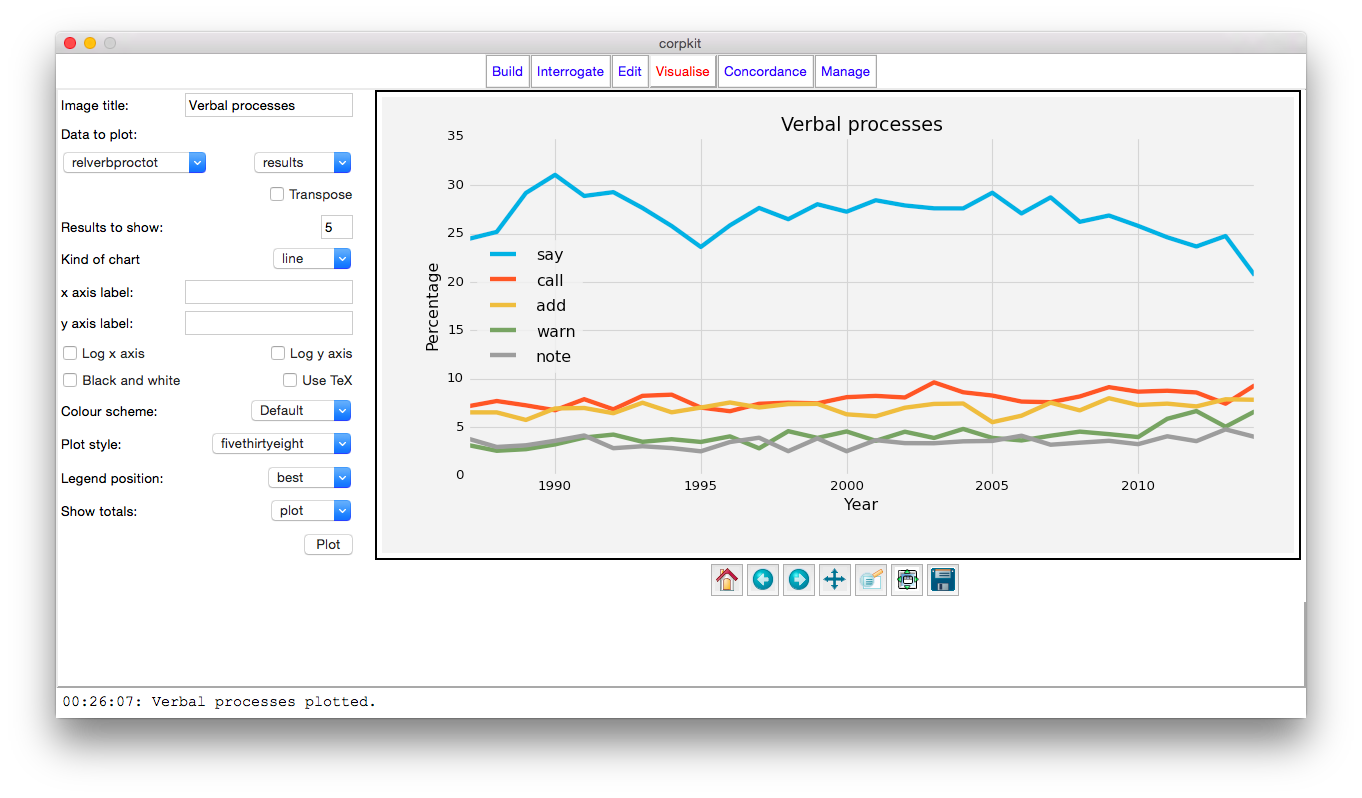 corpkit
Build Interrogate Edit Visualise Concordance Manage
Image title: Verbal processes
Data to plot:
relverbproctot results
Transpose
Results to show: 5
Kind of chart line
x axis label:
y axis label:
Log x axis Log y axis
Black and white Use TeX
Colour scheme: Default
Plot style: fivethirtyeight
Legend position: best
Show totals: plot
Plot
Verbal processes
35
30
25
20
15
10
5
0
Percentage
say
call
add
warn
note
1990 1995 2000 2005 2010
Year
00:26:07: Verbal processes plotted.